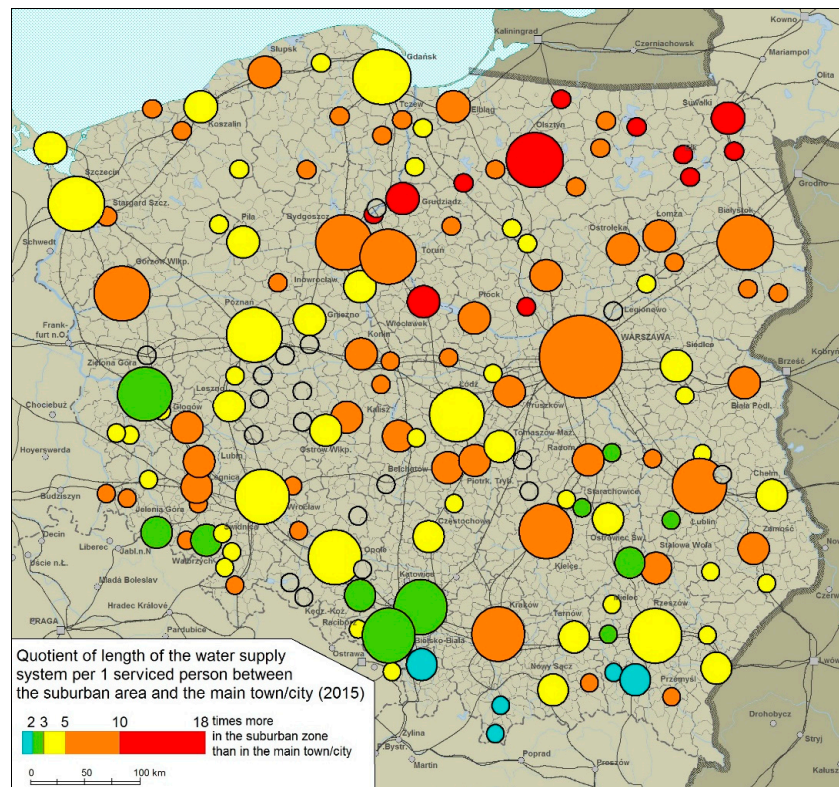 Kaliningrad
Kowno
Słupsk
Gdańsk
Czerniachowsk
Mariampol
Olita
Tczew
Elbląg
Suwałki
Koszalin
Olsztyn
Szczecin
Grodno
Stargard Szcz.
Grudziadz
Piła
Bydgoszcz
Łomża
Białystok
Schwedt
Ostrołęka
Toruń
Gorzów Wlkp.
Inowrocław
Płock
Poznań
Gniezno
Włocławek
Legionowo
Frank-
furt n.O.
Konin
WARSZAWA
Siedlce
Brześć
Kobryń
Zielona Góra
Leszno
Łódź
Chociebuż
Głogów
Kalisz
Pruszków
Biała Podl.
Hoyerswerda
Lubin
Ostrów Wlkp.
Tomaszów Maz.
Radom
Bełchatów
Piotrk. Tryb.
Chełm
Budziszyn
Legnica
Starachowice
Jelenia Góra
Wrocław
Lublin
Decin
Świdnica
Częstochowa
Ostrowiec Św.
Zamość
Liberec
Jabl.n.N
Wałbrzych
Opole
Kielce
Stalowa Wola
Mladá Boleslav
Katowice
Mielec
Hradec Králové
Kędz.-Koź.
Kraków
Tarnów
Rzeszów
PRAGA
Pardubice
Racibórz
Bielsko-Biała
Ostrawa
Lwów
Nowy Sącz
Przemyśl
Quotient of length of the water supply
system per 1 serviced person between
the suburban area and the main town/city (2015)
2 3 5 10 18 times more
in the suburban zone
than in the main town/city
0 50 100 km
Żylina
F.Bystr.
Martin
Poprad
Preszów
Drohobycz
Stryj
Kałusz